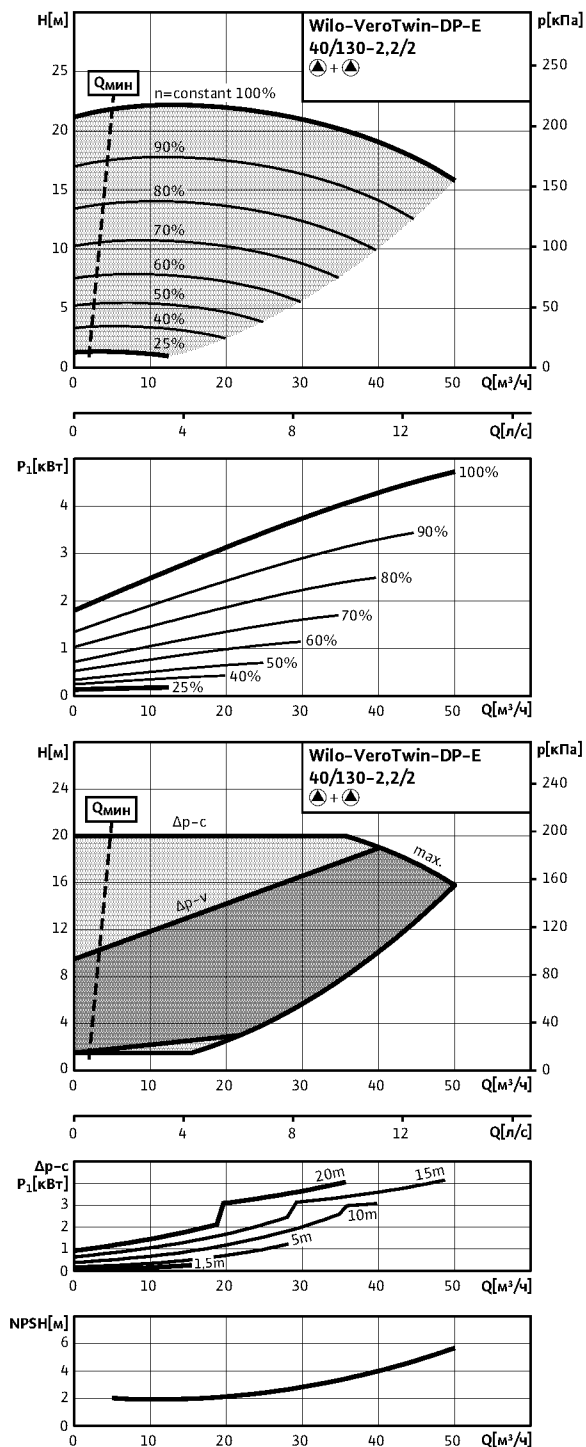 H[м]
Wilo-VeroTwin-DP-E
40/130-2,2/2
+
p[кПа]
Qмин
n=constant 100%
90%
80%
70%
60%
50%
40%
25%
25
20
15
10
5
0
250
200
150
100
50
0
0 10 20 30 40 50 Q[м³/ч]
0 4 8 12 Q[л/с]
P₁[кВт]
4
3
2
1
0
100%
90%
80%
70%
60%
50%
40%
25%
0 10 20 30 40 50 Q[м³/ч]
H[м]
Wilo-VeroTwin-DP-E
40/130-2,2/2
+
p[кПа]
Qмин
Δp-c
max.
Δp-v
24
20
16
12
8
4
0
240
200
160
120
80
40
0
0 10 20 30 40 50 Q[м³/ч]
0 4 8 12 Q[л/с]
Δp-c
P₁[кВт]
3
2
1
0
20m
15m
10m
5m
1,5m
0 10 20 30 40 50 Q[м³/ч]
NPSH[м]
6
4
2
0
0 10 20 30 40 50 Q[м³/ч]